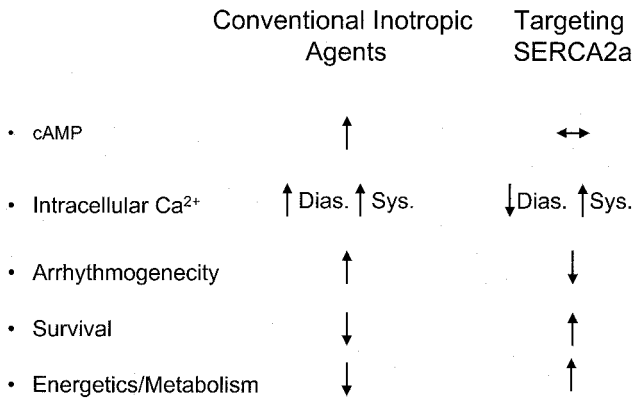 Conventional Inotropic Agents
Targeting SERCA2a
• cAMP ↑ ↔
• Intracellular Ca²⁺ ↑ Dias. ↑ Sys. ↓ Dias. ↑ Sys.
• Arrhythmogenecity ↑ ↓
• Survival ↓ ↑
• Energetics/Metabolism ↓ ↑